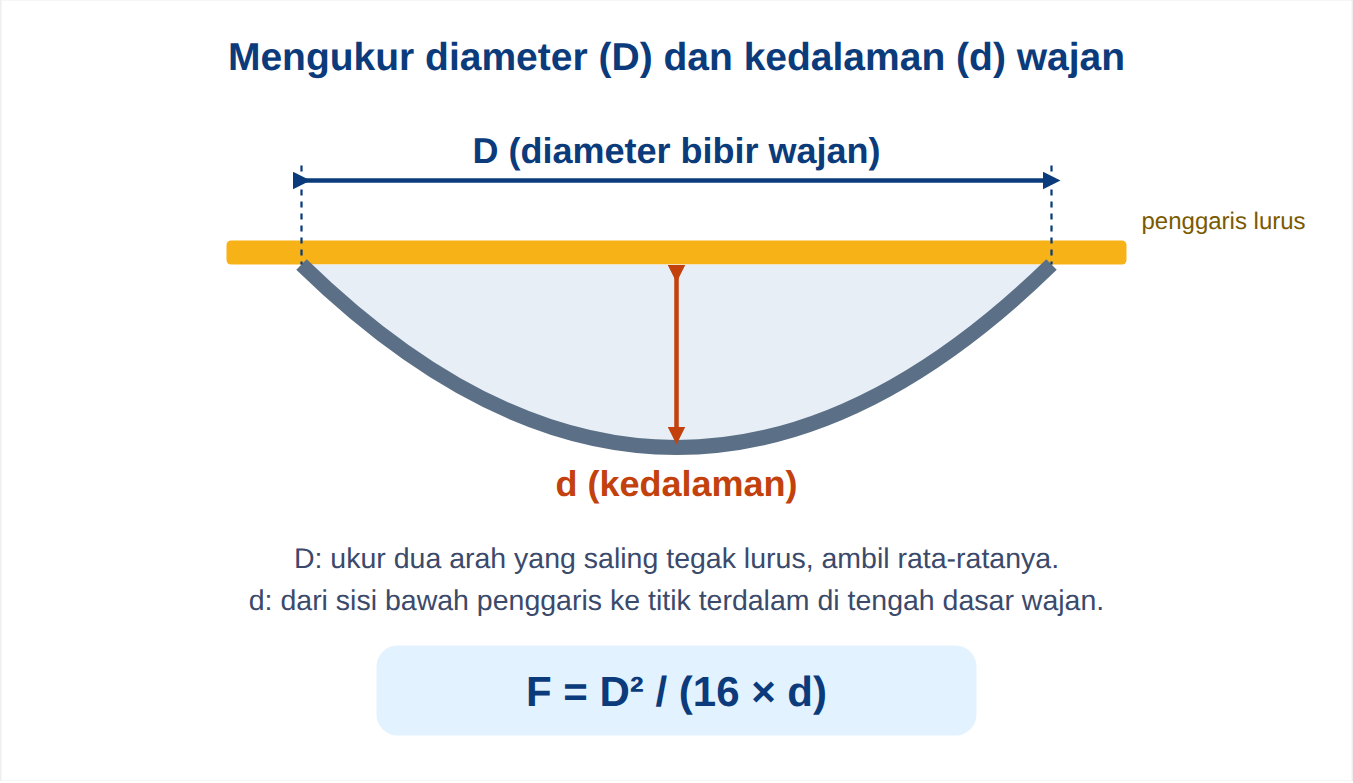 Mengukur diameter (D) dan kedalaman (d) wajan
D (diameter bibir wajan)
penggaris lurus
d (kedalaman)
D: ukur dua arah yang saling tegak lurus, ambil rata-ratanya.
d: dari sisi bawah penggaris ke titik terdalam di tengah dasar wajan.
F = D² / (16 × d)